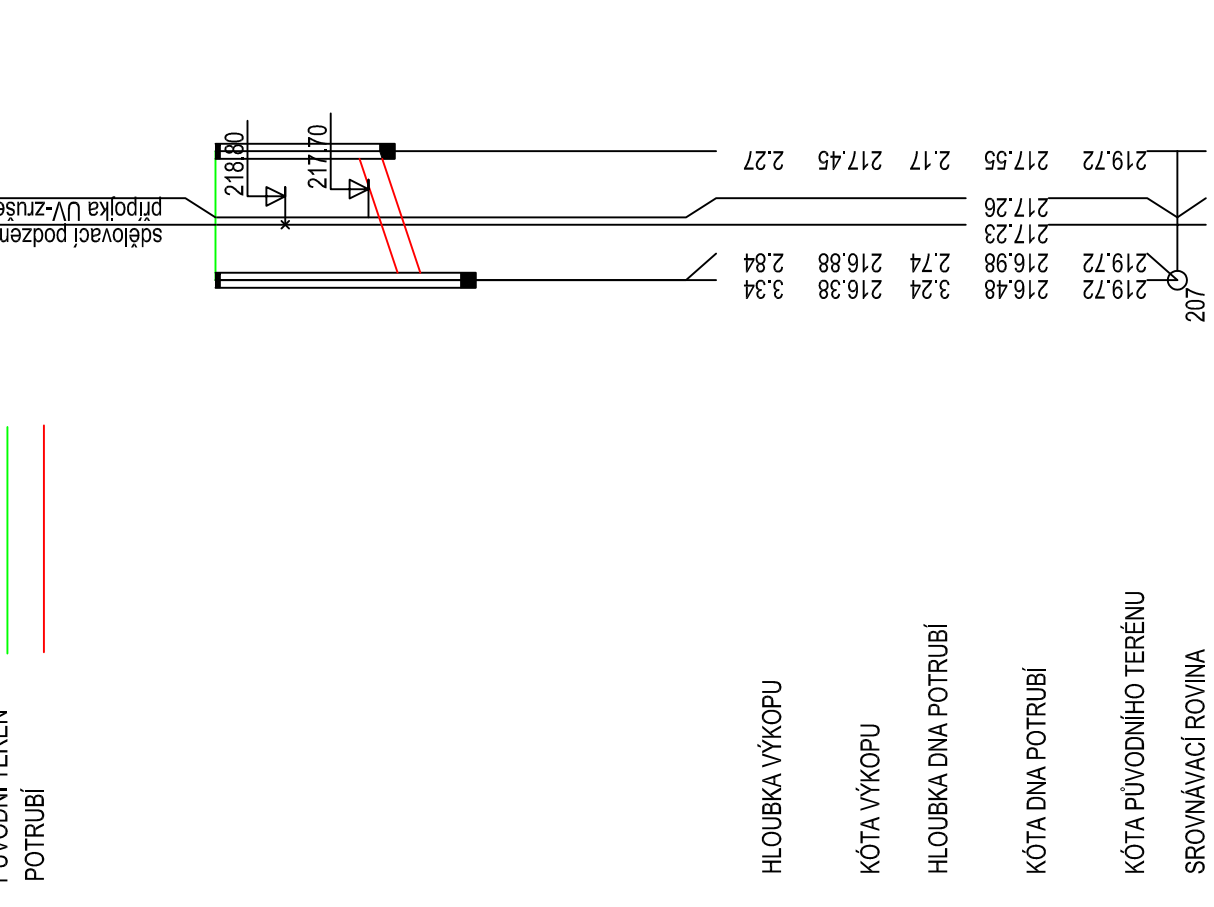 218.80
217.70
přípojka UV-zruše
sdělovací podzem
HLOUBKA VÝKOPU
2.27
2.84
3.34
KÓTA VÝKOPU
217.45
216.88
216.38
HLOUBKA DNA POTRUBÍ
2.17
2.74
3.24
KÓTA DNA POTRUBÍ
217.55
217.26
217.23
216.98
216.48
KÓTA PŮVODNÍHO TERÉNU
219.72
219.72
219.72
SROVNÁVACÍ ROVINA
207
PŮVODNÍ TERÉN
POTRUBÍ